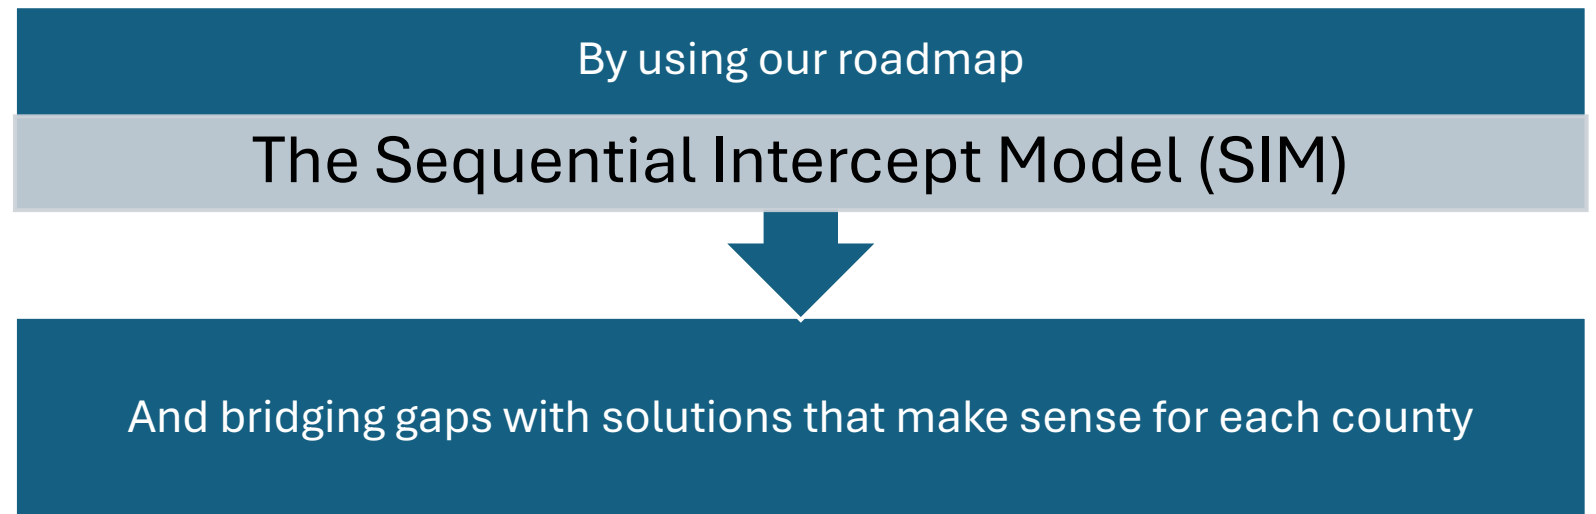 By using our roadmap
The Sequential Intercept Model (SIM)
And bridging gaps with solutions that make sense for each county